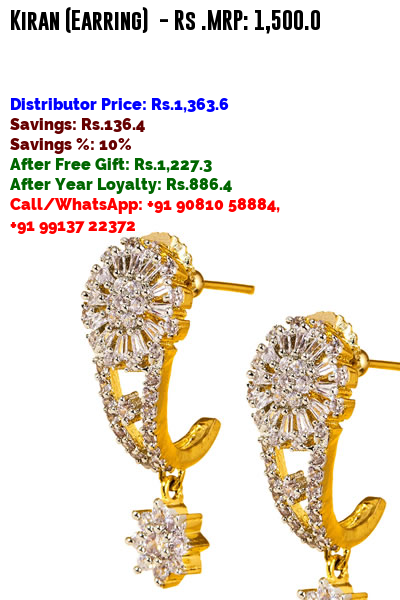 Kiran (Earring) - Rs .MRP: 1,500.0
Distributor Price: Rs.1,363.6
Savings: Rs.136.4
Savings %: 10%
After Free Gift: Rs.1,227.3
After Year Loyalty: Rs.886.4
Call/WhatsApp: +91 90810 58884,
+91 99137 22372